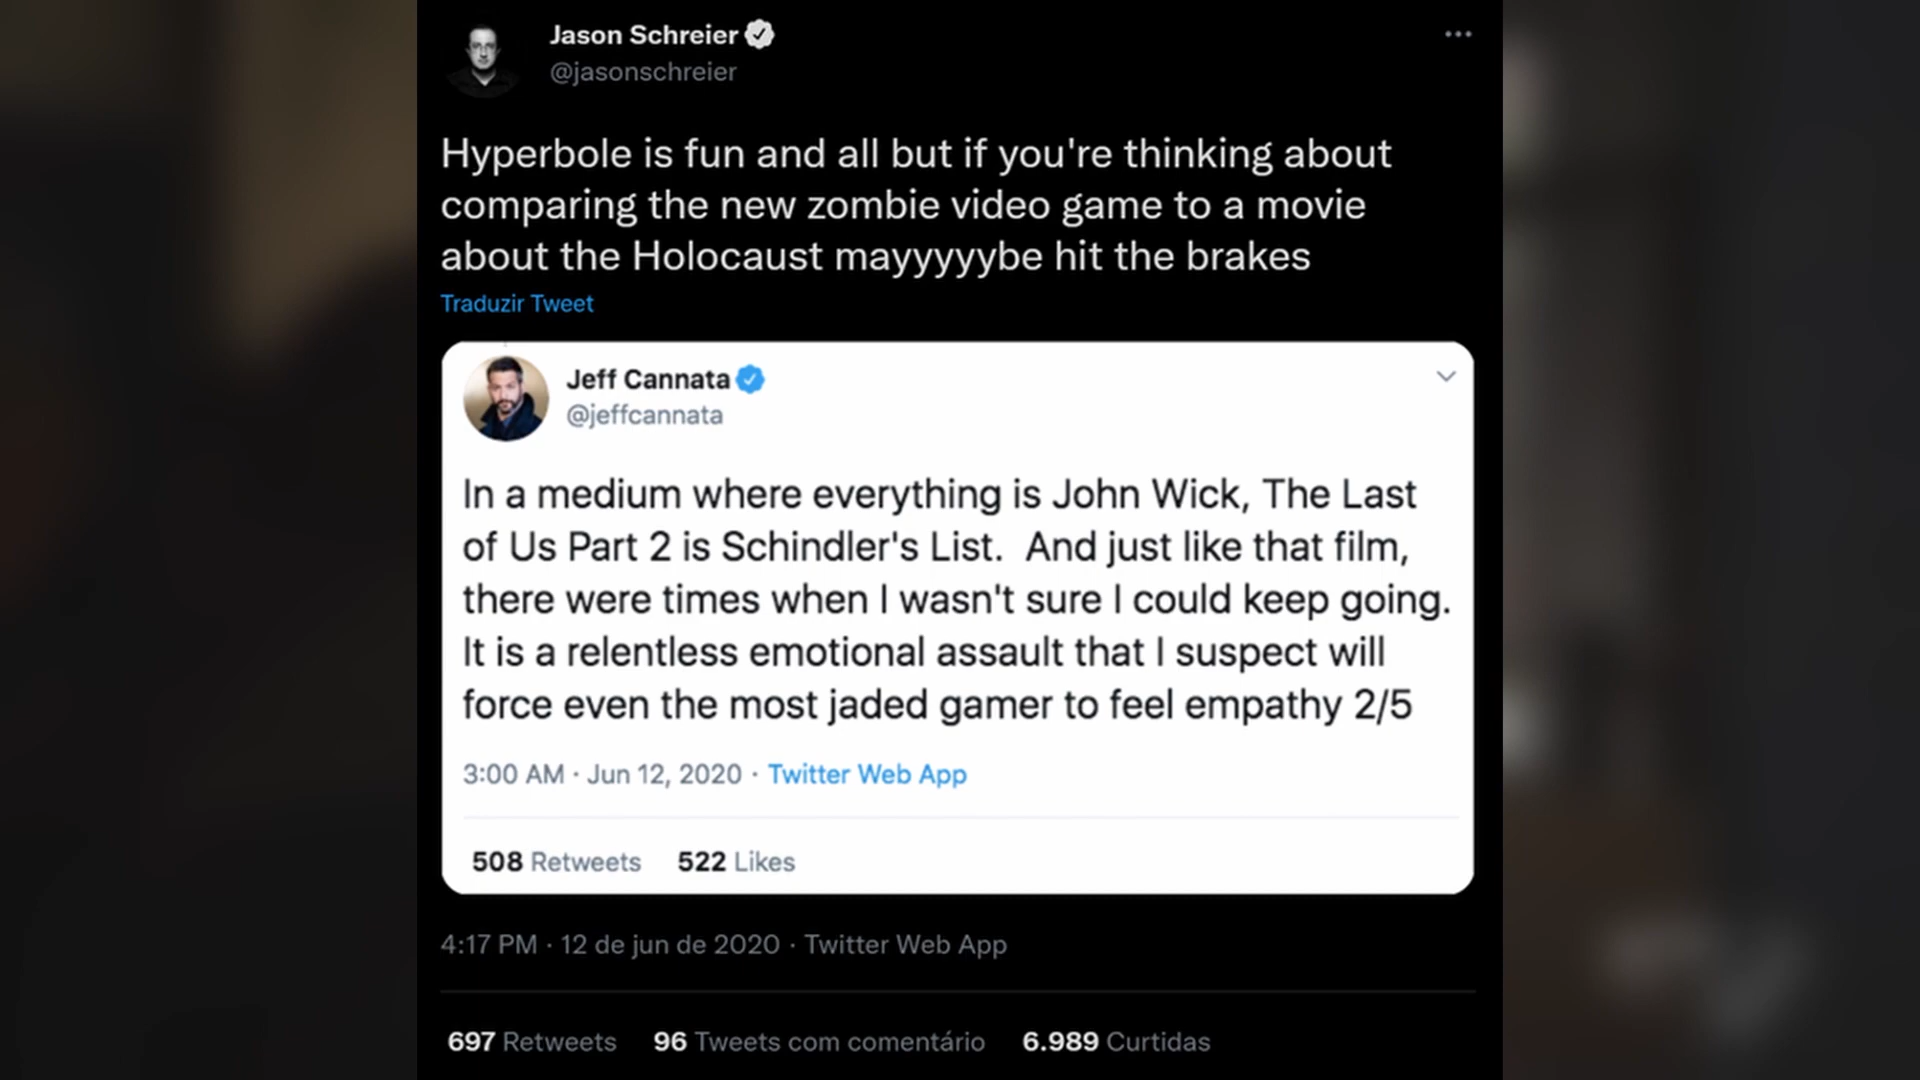 Jason Schreier
@jasonschreier
Hyperbole is fun and all but if you're thinking about
comparing the new zombie video game to a movie
about the Holocaust mayyyyybe hit the brakes
Traduzir Tweet
Jeff Cannata
@jeffcannata
In a medium where everything is John Wick, The Last
of Us Part 2 is Schindler's List.  And just like that film,
there were times when I wasn't sure I could keep going.
It is a relentless emotional assault that I suspect will
force even the most jaded gamer to feel empathy 2/5
3:00 AM · Jun 12, 2020 · Twitter Web App
508 Retweets 522 Likes
4:17 PM · 12 de jun de 2020 · Twitter Web App
697 Retweets 96 Tweets com comentário 6.989 Curtidas